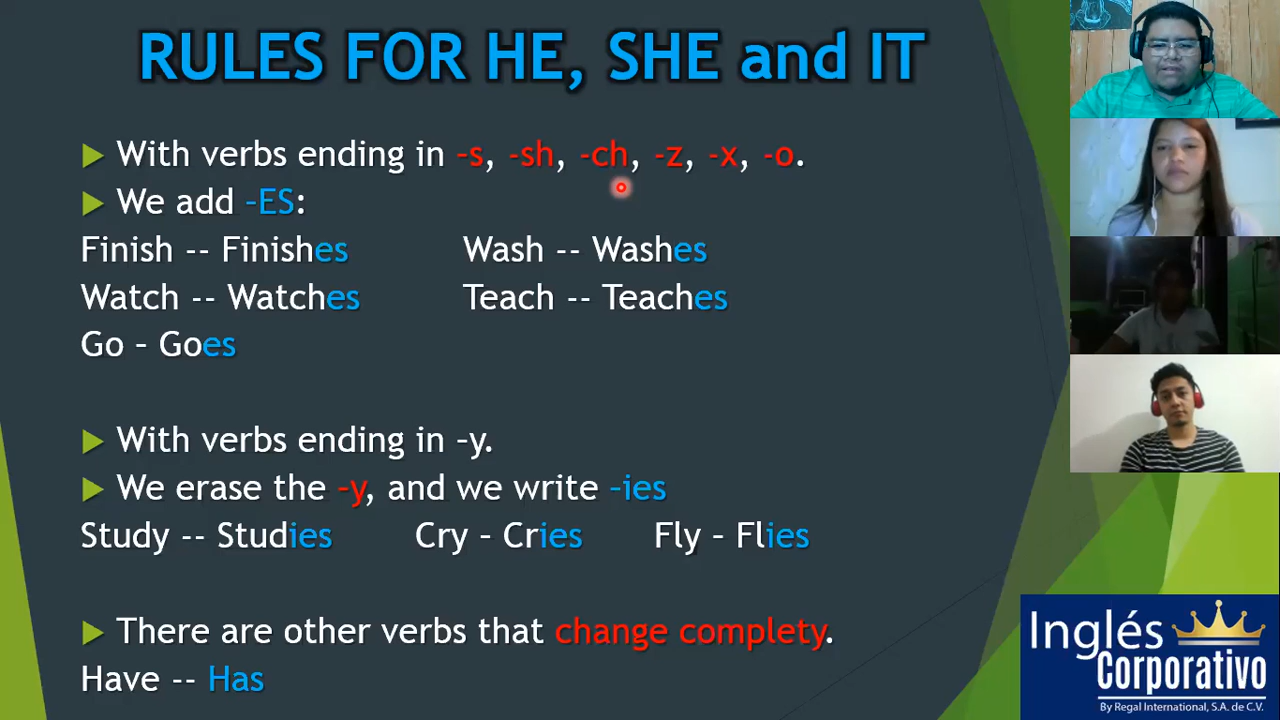 RULES FOR HE, SHE and IT
With verbs ending in –s, -sh, -ch, -z, -x, -o.
We add –ES:
Finish -- Finishes Wash -- Washes
Watch -- Watches Teach -- Teaches
Go – Goes
With verbs ending in –y.
We erase the –y, and we write –ies
Study -- Studies Cry – Cries Fly – Flies
There are other verbs that change complety.
Have -- Has
Inglés
Corporativo
By Regal International, S.A. de C.V.